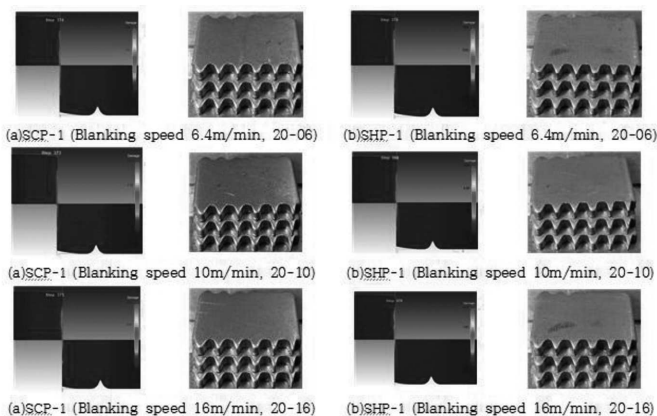 (a)SCP-1 (Blanking speed 6.4m/min, 20-06)
(b)SHP-1 (Blanking speed 6.4m/min, 20-06)
(a)SCP-1 (Blanking speed 10m/min, 20-10)
(b)SHP-1 (Blanking speed 10m/min, 20-10)
(a)SCP-1 (Blanking speed 16m/min, 20-16)
(b)SHP-1 (Blanking speed 16m/min, 20-16)